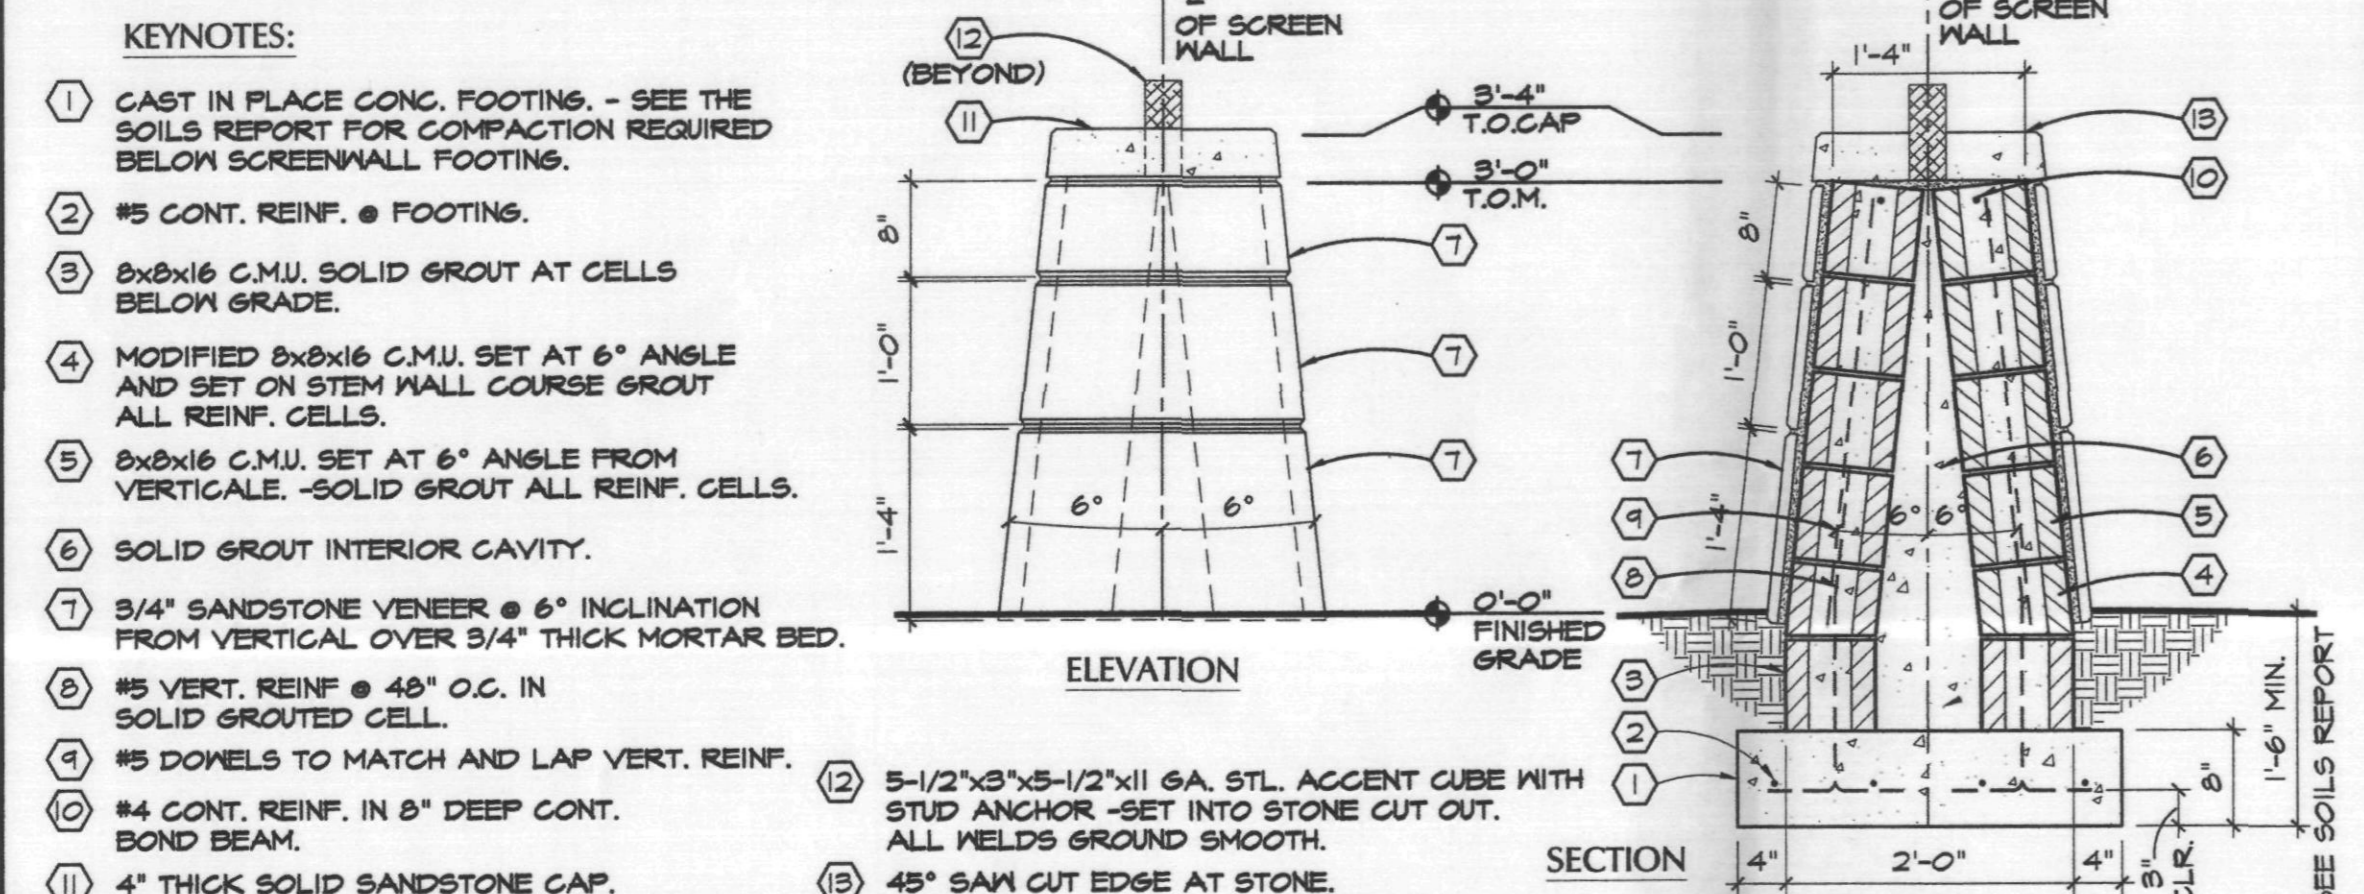 KEYNOTES:
1 CAST IN PLACE CONC. FOOTING. - SEE THE
SOILS REPORT FOR COMPACTION REQUIRED
BELOW SCREENWALL FOOTING.
2 #5 CONT. REINF. @ FOOTING.
3 8x8x16 C.M.U. SOLID GROUT AT CELLS
BELOW GRADE.
4 MODIFIED 8x8x16 C.M.U. SET AT 6° ANGLE
AND SET ON STEM WALL COURSE GROUT
ALL REINF. CELLS.
5 8x8x16 C.M.U. SET AT 6° ANGLE FROM
VERTICALE. -SOLID GROUT ALL REINF. CELLS.
6 SOLID GROUT INTERIOR CAVITY.
7 3/4" SANDSTONE VENEER @ 6° INCLINATION
FROM VERTICAL OVER 3/4" THICK MORTAR BED.
8 #5 VERT. REINF @ 48" O.C. IN
SOLID GROUTED CELL.
9 #5 DOWELS TO MATCH AND LAP VERT. REINF.
10 #4 CONT. REINF. IN 8" DEEP CONT.
BOND BEAM.
11 4" THICK SOLID SANDSTONE CAP.
12 5-1/2"x3"x5-1/2"x11 GA. STL. ACCENT CUBE WITH
STUD ANCHOR -SET INTO STONE CUT OUT.
ALL WELDS GROUND SMOOTH.
13 45° SAW CUT EDGE AT STONE.
OF SCREEN
WALL
12
(BEYOND)
11
3'-4"
T.O.CAP
3'-0"
T.O.M.
8"
7
1'-0"
7
7
1'-4"
6° 6°
0'-0"
FINISHED
GRADE
ELEVATION
OF SCREEN
WALL
1'-4"
13
10
8"
1'-0"
7
6
9
1'-4"
6° 6°
5
8
4
3
2
1
8"
1'-6" MIN.
SEE SOILS REPORT
3"
CLR.
SECTION
4" 2'-0" 4"